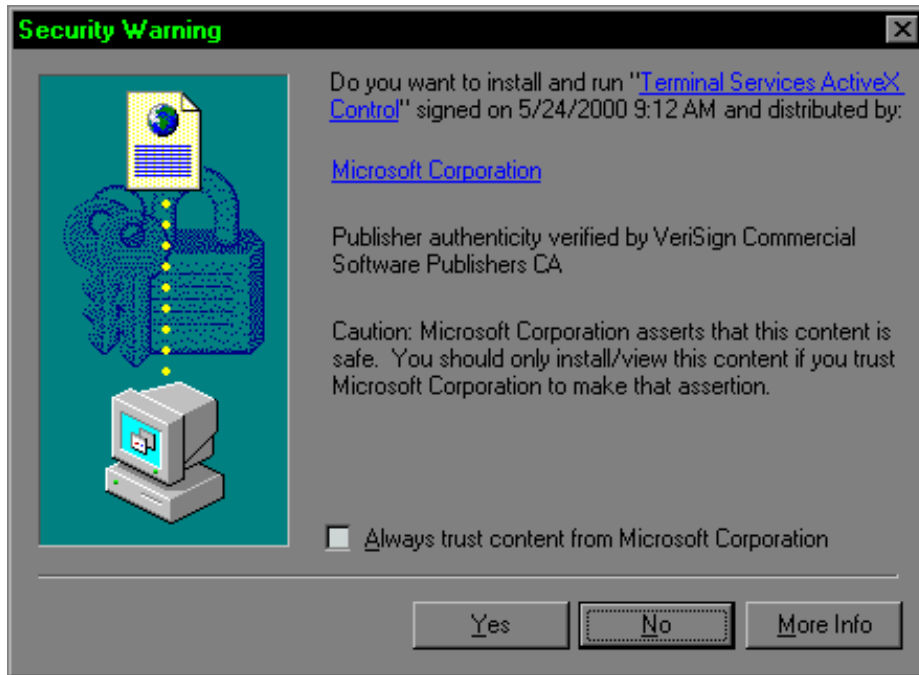 Security Warning
Do you want to install and run "Terminal Services ActiveX
Control" signed on 5/24/2000 9:12 AM and distributed by:
Microsoft Corporation
Publisher authenticity verified by VeriSign Commercial
Software Publishers CA
Caution: Microsoft Corporation asserts that this content is
safe.  You should only install/view this content if you trust
Microsoft Corporation to make that assertion.
Always trust content from Microsoft Corporation
Yes
No
More Info